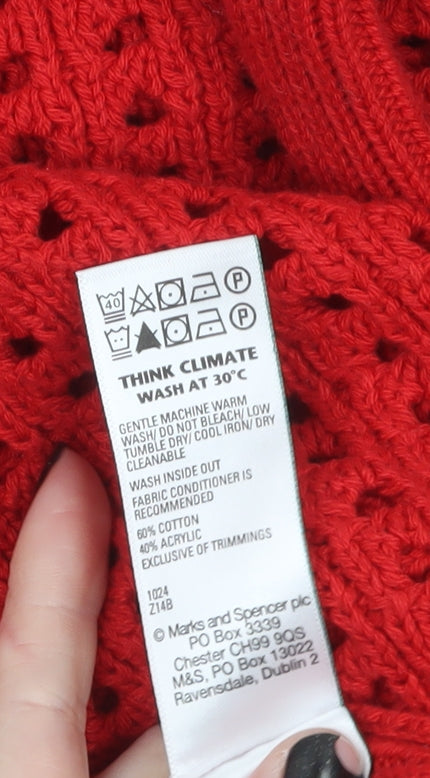 40
P
P
THINK CLIMATE
WASH AT 30°C
GENTLE MACHINE WARM
WASH/ DO NOT BLEACH/ LOW
TUMBLE DRY/ COOL IRON/ DRY
CLEANABLE
WASH INSIDE OUT
FABRIC CONDITIONER IS
RECOMMENDED
60% COTTON
40% ACRYLIC
EXCLUSIVE OF TRIMMINGS
1024
Z14B
© Marks and Spencer plc
PO Box 3339
Chester CH99 9QS
M&S, PO Box 13022
Ravensdale, Dublin 2